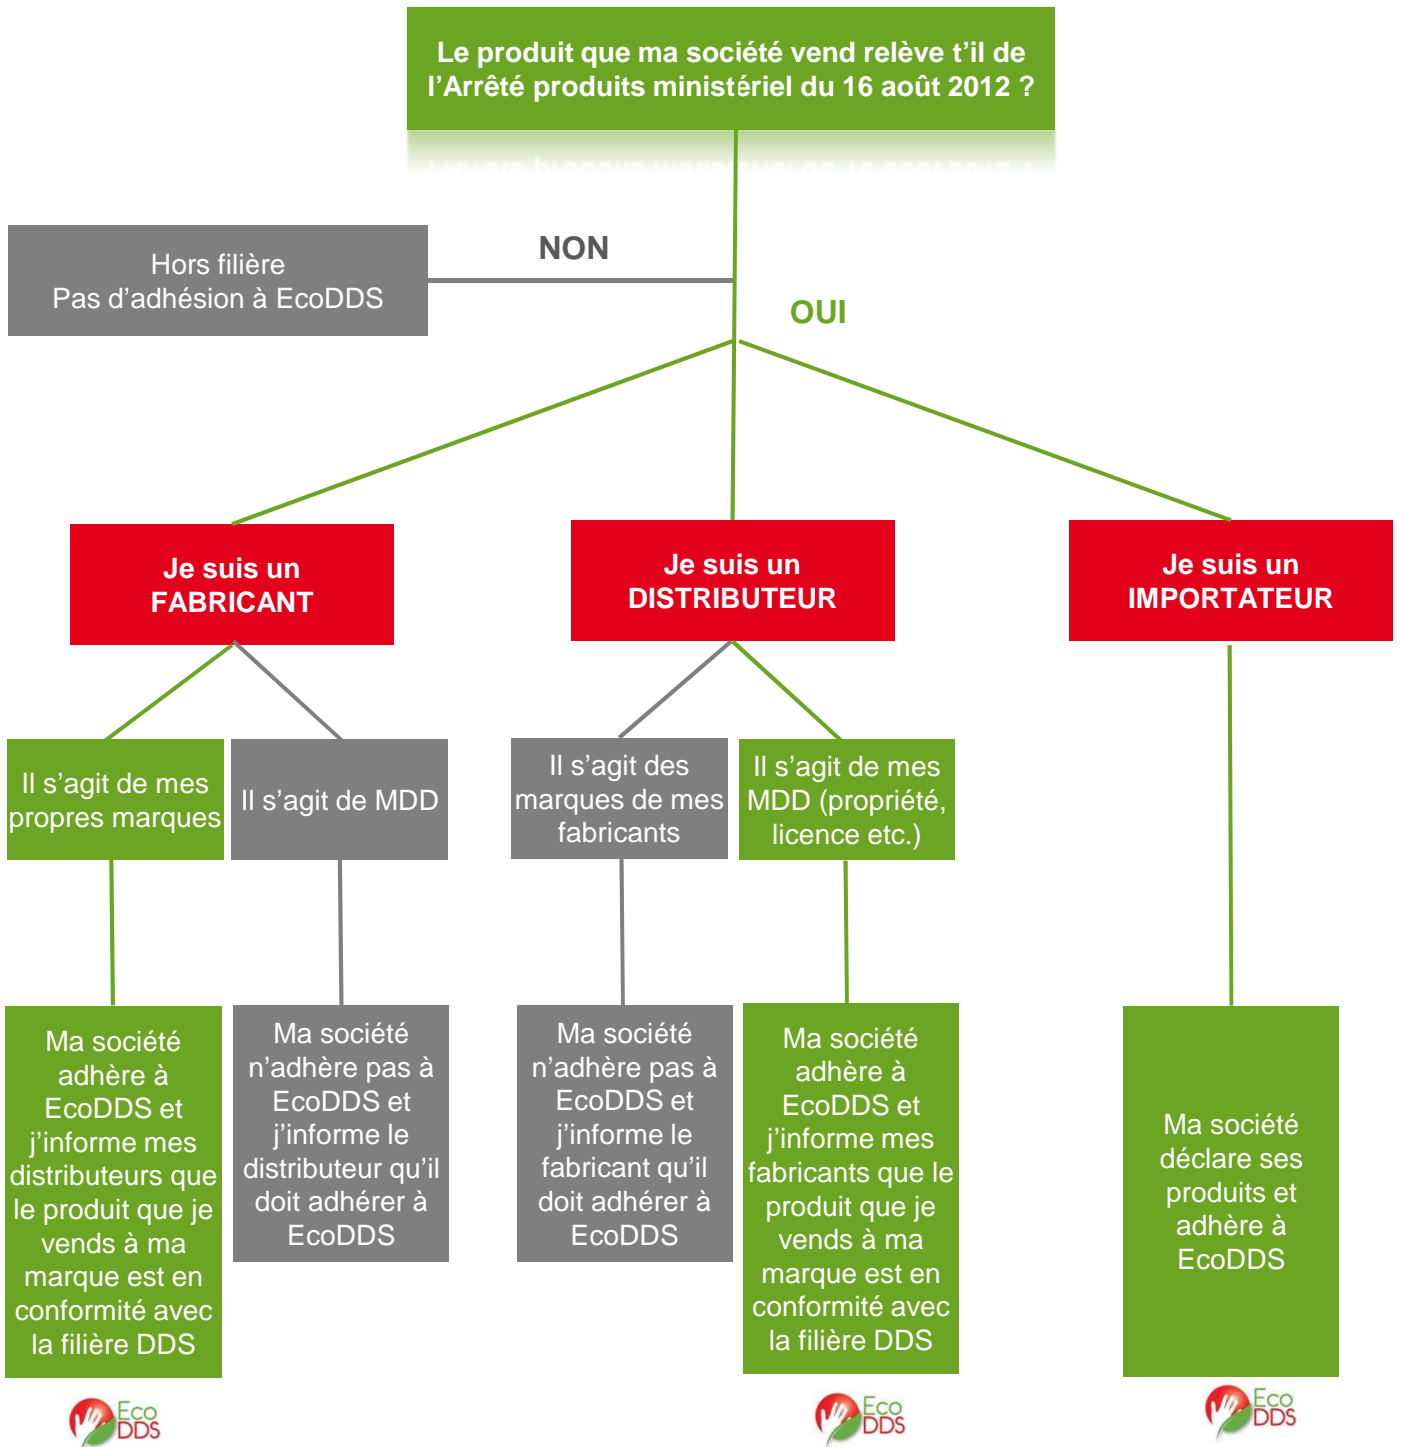 Le produit que ma société vend relève t'il de
l'Arrêté produits ministériel du 16 août 2012 ?
NON
Hors filière
Pas d'adhésion à EcoDDS
OUI
Je suis un
FABRICANT
Je suis un
DISTRIBUTEUR
Je suis un
IMPORTATEUR
Il s'agit de mes
propres marques
Il s'agit de MDD
Il s'agit des
marques de mes
fabricants
Il s'agit de mes
MDD (propriété,
licence etc.)
Ma société
adhère à
EcoDDS et
j'informe mes
distributeurs que
le produit que je
vends à ma
marque est en
conformité avec
la filière DDS
Ma société
n'adhère pas à
EcoDDS et
j'informe le
distributeur qu'il
doit adhérer à
EcoDDS
Ma société
n'adhère pas à
EcoDDS et
j'informe le
fabricant qu'il
doit adhérer à
EcoDDS
Ma société
adhère à
EcoDDS et
j'informe mes
fabricants que le
produit que je
vends à ma
marque est en
conformité avec
la filière DDS
Ma société
déclare ses
produits et
adhère à
EcoDDS
Eco
DDS
Eco
DDS
Eco
DDS